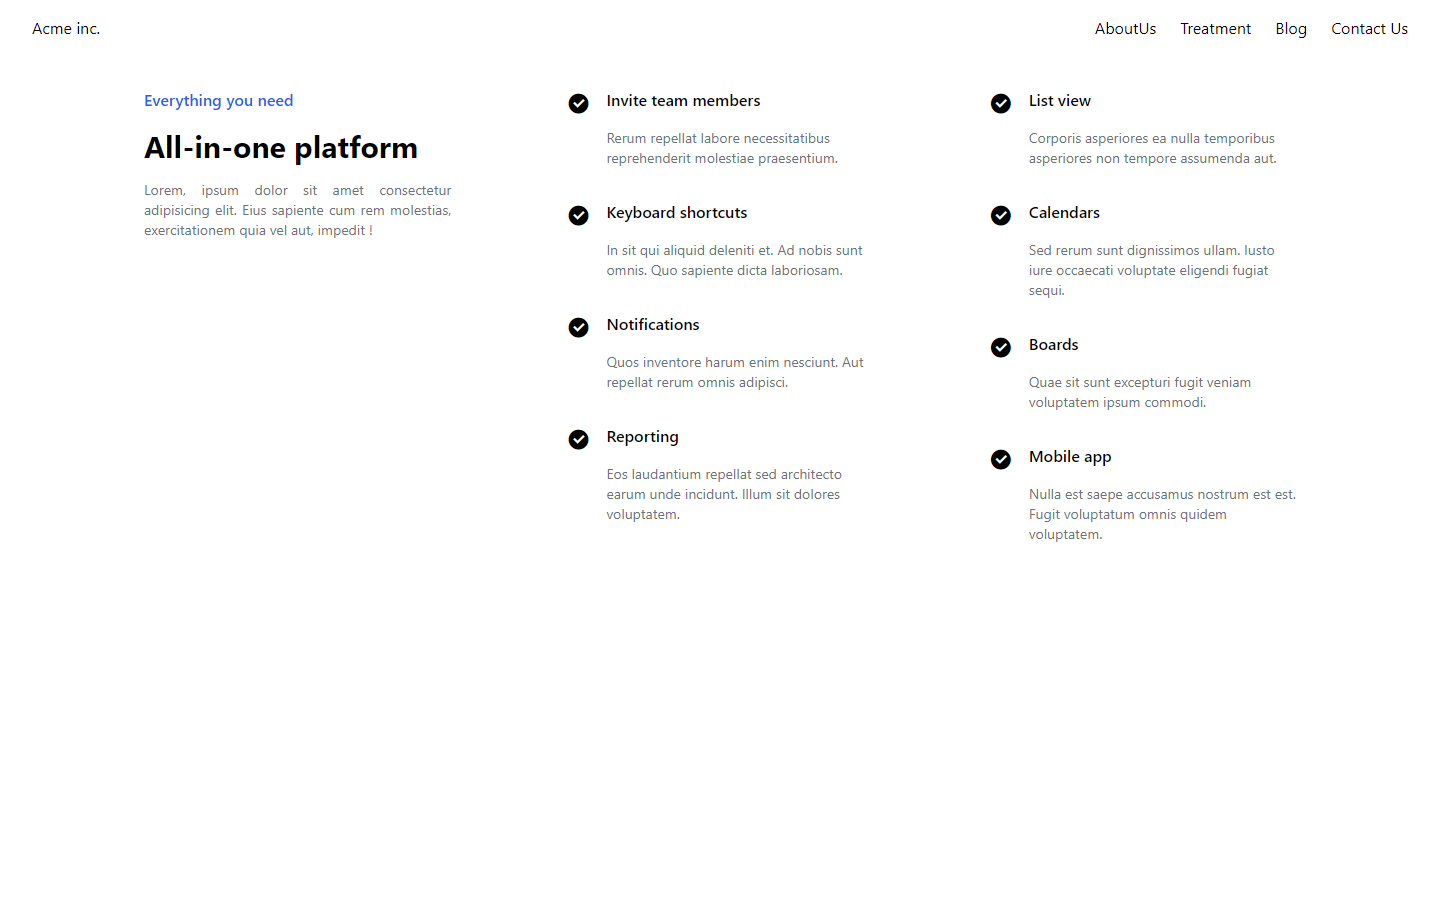 Acme inc.
AboutUs
Treatment
Blog
Contact Us
Everything you need
All-in-one platform
Lorem, ipsum dolor sit amet consectetur
adipisicing elit. Eius sapiente cum rem molestias,
exercitationem quia vel aut, impedit !
Invite team members
Rerum repellat labore necessitatibus
reprehenderit molestiae praesentium.
Keyboard shortcuts
In sit qui aliquid deleniti et. Ad nobis sunt
omnis. Quo sapiente dicta laboriosam.
Notifications
Quos inventore harum enim nesciunt. Aut
repellat rerum omnis adipisci.
Reporting
Eos laudantium repellat sed architecto
earum unde incidunt. Illum sit dolores
voluptatem.
List view
Corporis asperiores ea nulla temporibus
asperiores non tempore assumenda aut.
Calendars
Sed rerum sunt dignissimos ullam. Iusto
iure occaecati voluptate eligendi fugiat
sequi.
Boards
Quae sit sunt excepturi fugit veniam
voluptatem ipsum commodi.
Mobile app
Nulla est saepe accusamus nostrum est est.
Fugit voluptatum omnis quidem
voluptatem.